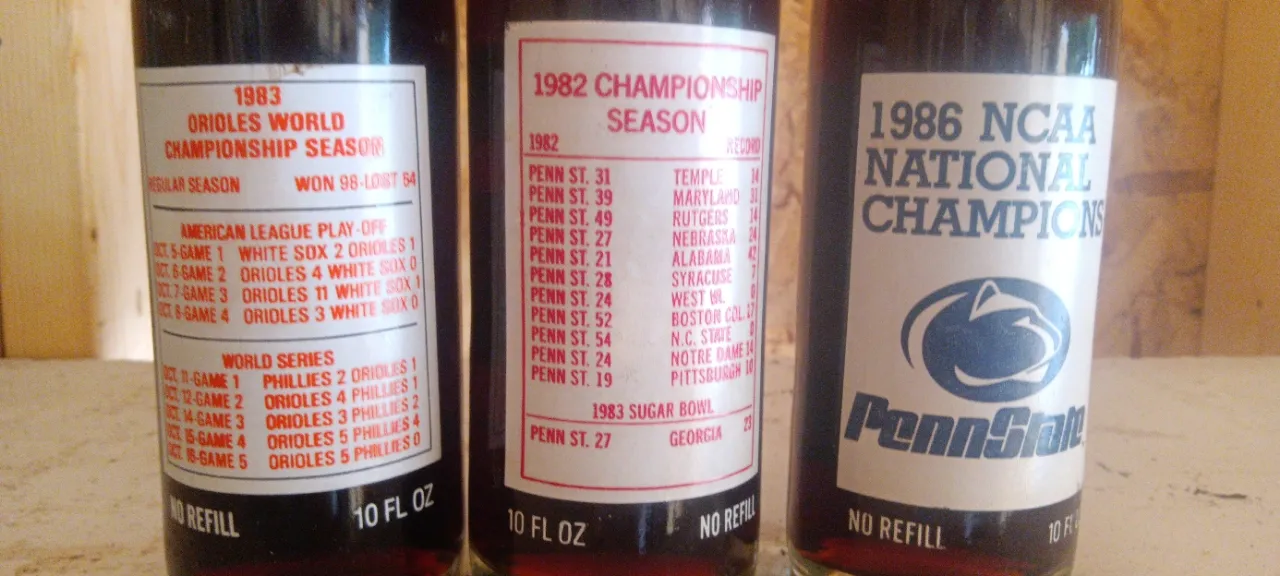 1983
ORIOLES WORLD
CHAMPIONSHIP SEASON
REGULAR SEASON WON 98-LOST 64
AMERICAN LEAGUE PLAY-OFF
OCT. 5-GAME 1 WHITE SOX 2 ORIOLES 1
OCT. 6-GAME 2 ORIOLES 4 WHITE SOX 0
OCT. 7-GAME 3 ORIOLES 11 WHITE SOX 1
OCT. 8-GAME 4 ORIOLES 3 WHITE SOX 0
WORLD SERIES
OCT. 11-GAME 1 PHILLIES 2 ORIOLES 1
OCT. 12-GAME 2 ORIOLES 4 PHILLIES 1
OCT. 14-GAME 3 ORIOLES 3 PHILLIES 2
OCT. 15-GAME 4 ORIOLES 5 PHILLIES 4
OCT. 16-GAME 5 ORIOLES 5 PHILLIES 0
NO REFILL 10 FL OZ
1982 CHAMPIONSHIP
SEASON
1982 RECORD
PENN ST. 31 TEMPLE 14
PENN ST. 39 MARYLAND 31
PENN ST. 49 RUTGERS 14
PENN ST. 27 NEBRASKA 24
PENN ST. 21 ALABAMA 42
PENN ST. 28 SYRACUSE 7
PENN ST. 24 WEST VA. 0
PENN ST. 52 BOSTON COL. 17
PENN ST. 54 N.C. STATE 0
PENN ST. 24 NOTRE DAME 14
PENN ST. 19 PITTSBURGH 10
1983 SUGAR BOWL
PENN ST. 27 GEORGIA 23
10 FL OZ NO REFILL
1986 NCAA
NATIONAL
CHAMPIONS
PennState
NO REFILL 10 FL